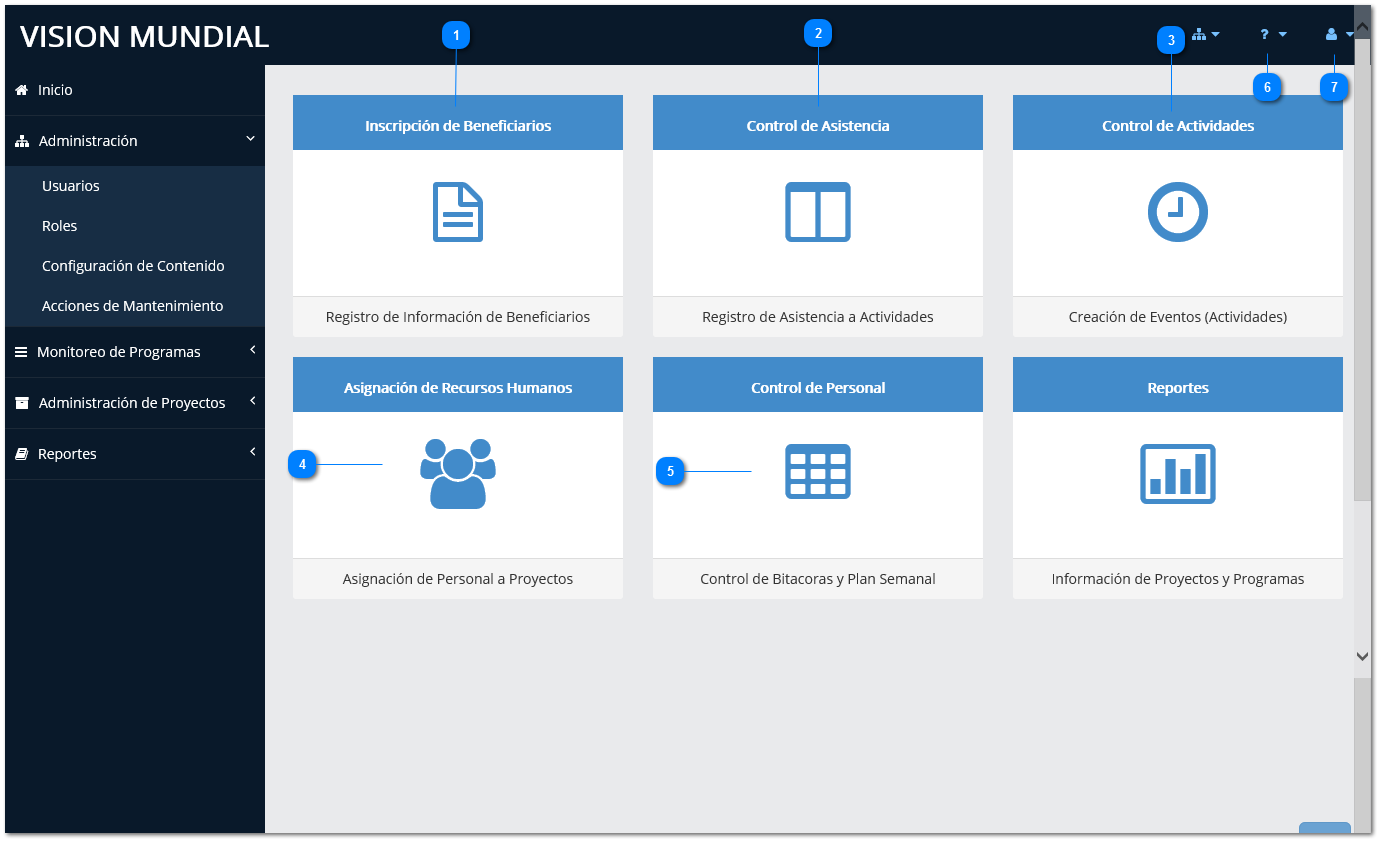 VISION MUNDIAL
1
2
3
?
6
7
Inicio
Administración
Usuarios
Roles
Configuración de Contenido
Acciones de Mantenimiento
Monitoreo de Programas
Administración de Proyectos
Reportes
Inscripción de Beneficiarios
Registro de Información de Beneficiarios
Control de Asistencia
Registro de Asistencia a Actividades
Control de Actividades
Creación de Eventos (Actividades)
Asignación de Recursos Humanos
4
Asignación de Personal a Proyectos
Control de Personal
5
Control de Bitacoras y Plan Semanal
Reportes
Información de Proyectos y Programas